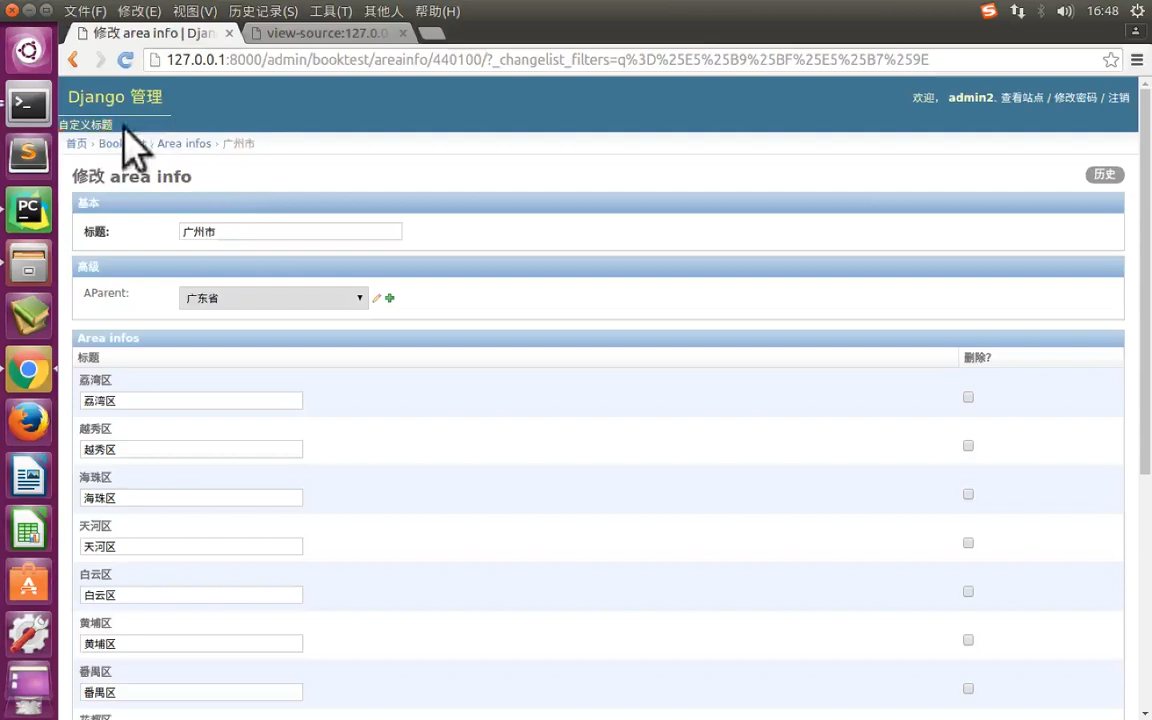 文件(F) 修改(E) 视图(V) 历史记录(S) 工具(T) 其他人 帮助(H) 16:48
修改 area info | Djan view-source:127.0.0
127.0.0.1:8000/admin/booktest/areainfo/440100/?_changelist_filters=q%3D%25E5%25B9%25BF%25E5%25B7%259E
Django 管理
欢迎, admin2. 查看站点 / 修改密码 / 注销
自定义标题
首页 › Book › Area infos › 广州市
修改 area info 历史
基本
标题: 广州市
高级
AParent: 广东省
Area infos
标题 删除?
荔湾区
荔湾区
越秀区
越秀区
海珠区
海珠区
天河区
天河区
白云区
白云区
黄埔区
黄埔区
番禺区
番禺区